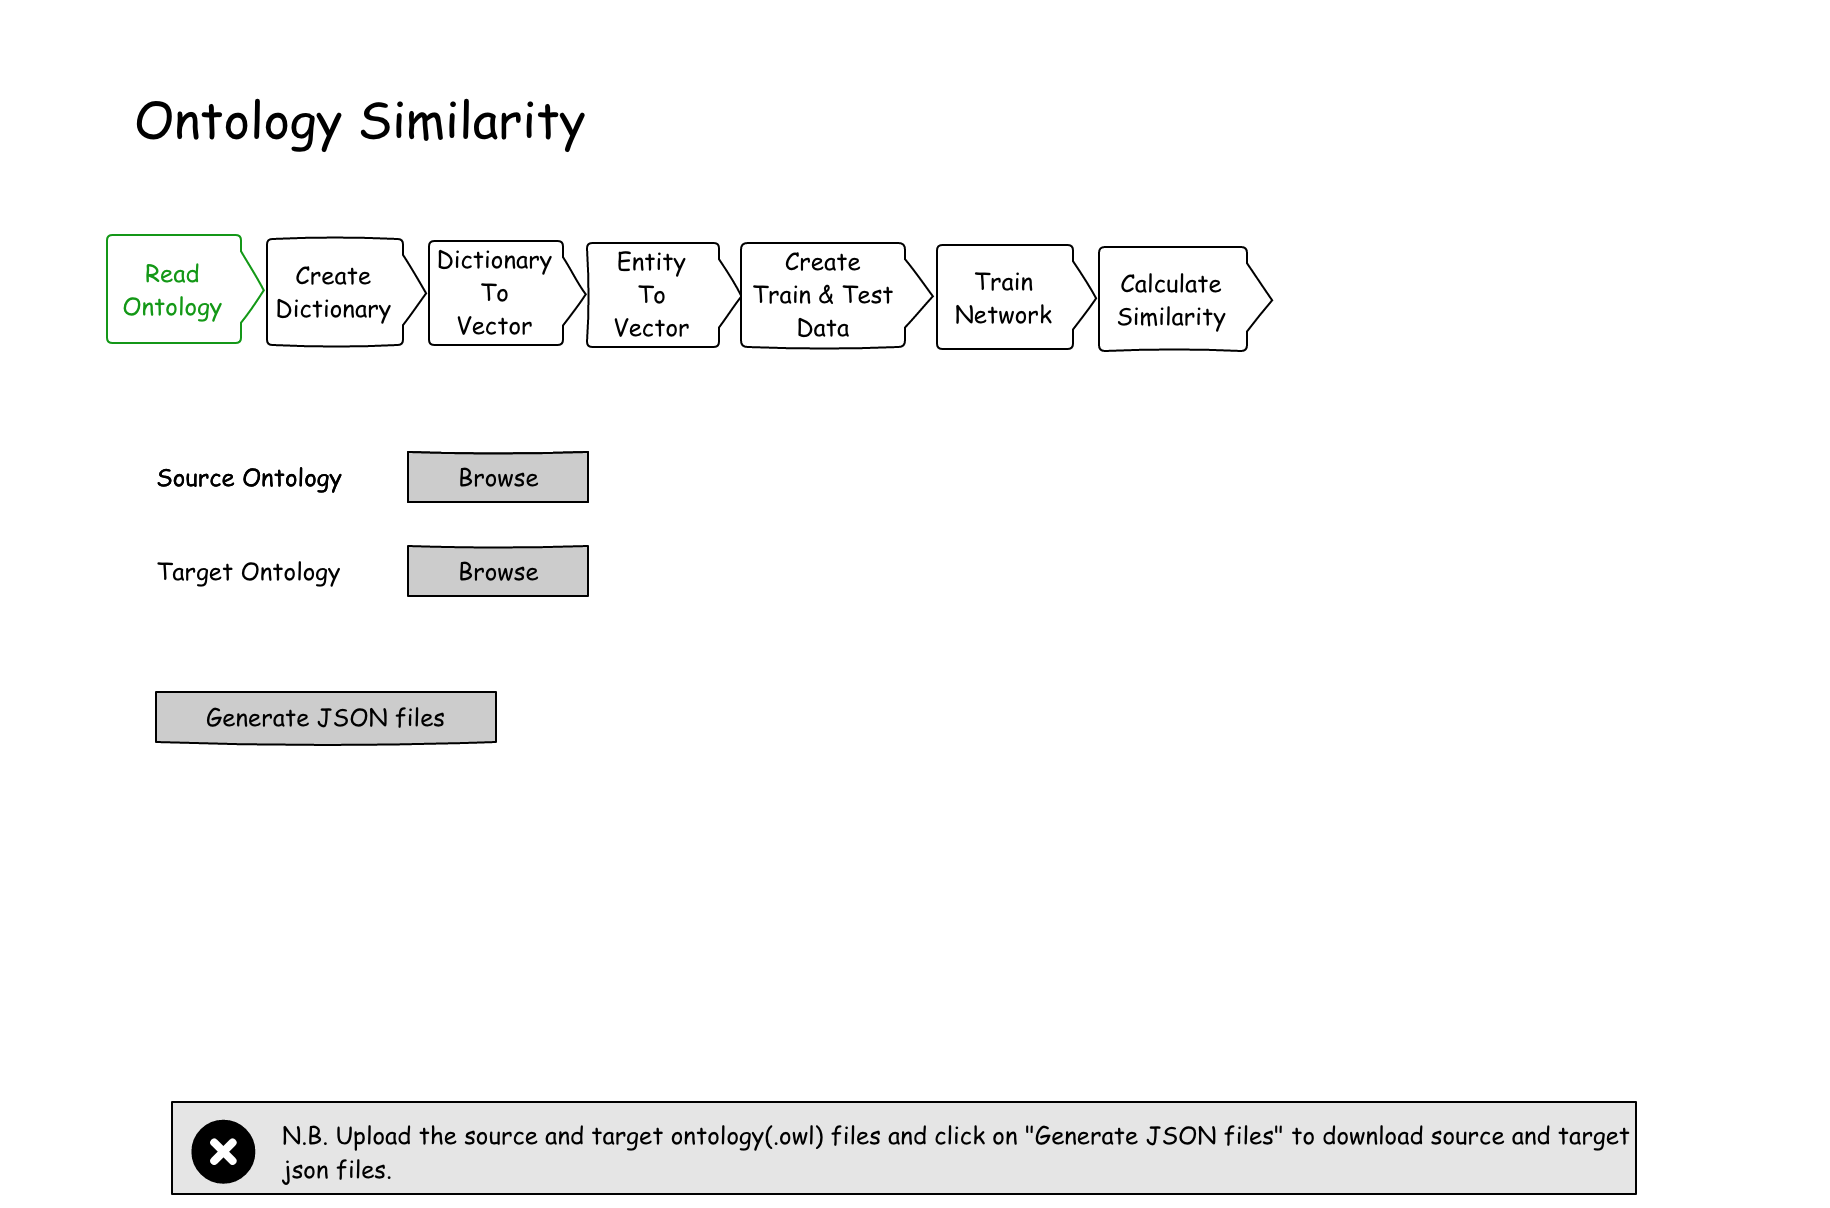 Ontology Similarity
Read
Ontology
Create
Dictionary
Dictionary
To
Vector
Entity
To
Vector
Create
Train & Test
Data
Train
Network
Calculate
Similarity
Source Ontology
Browse
Target Ontology
Browse
Generate JSON files
N.B. Upload the source and target ontology(.owl) files and click on "Generate JSON files" to download source and target
json files.